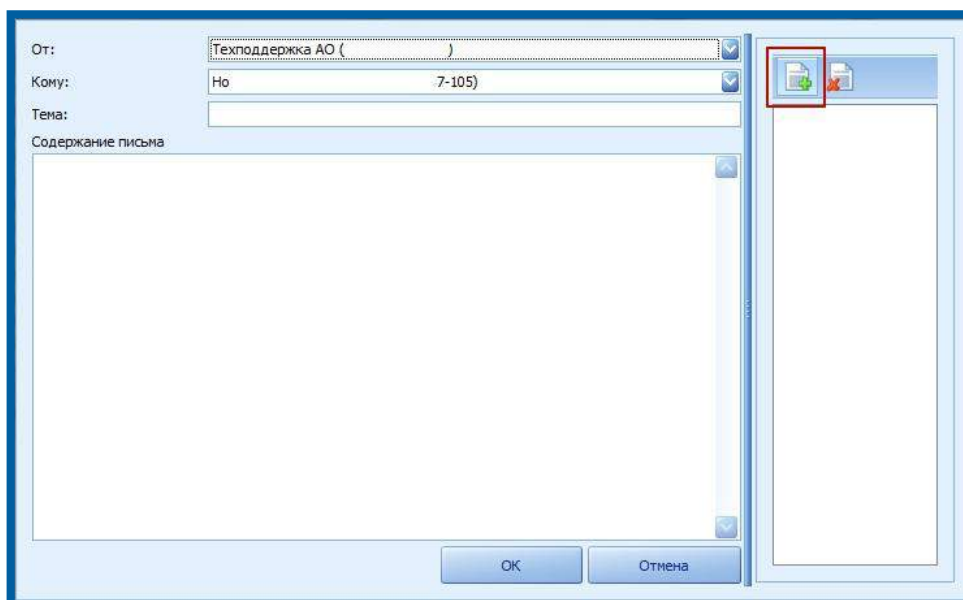 От:
Техподдержка АО ( )
Кому:
Но 7-105)
Тема:
Содержание письма
ОК
Отмена